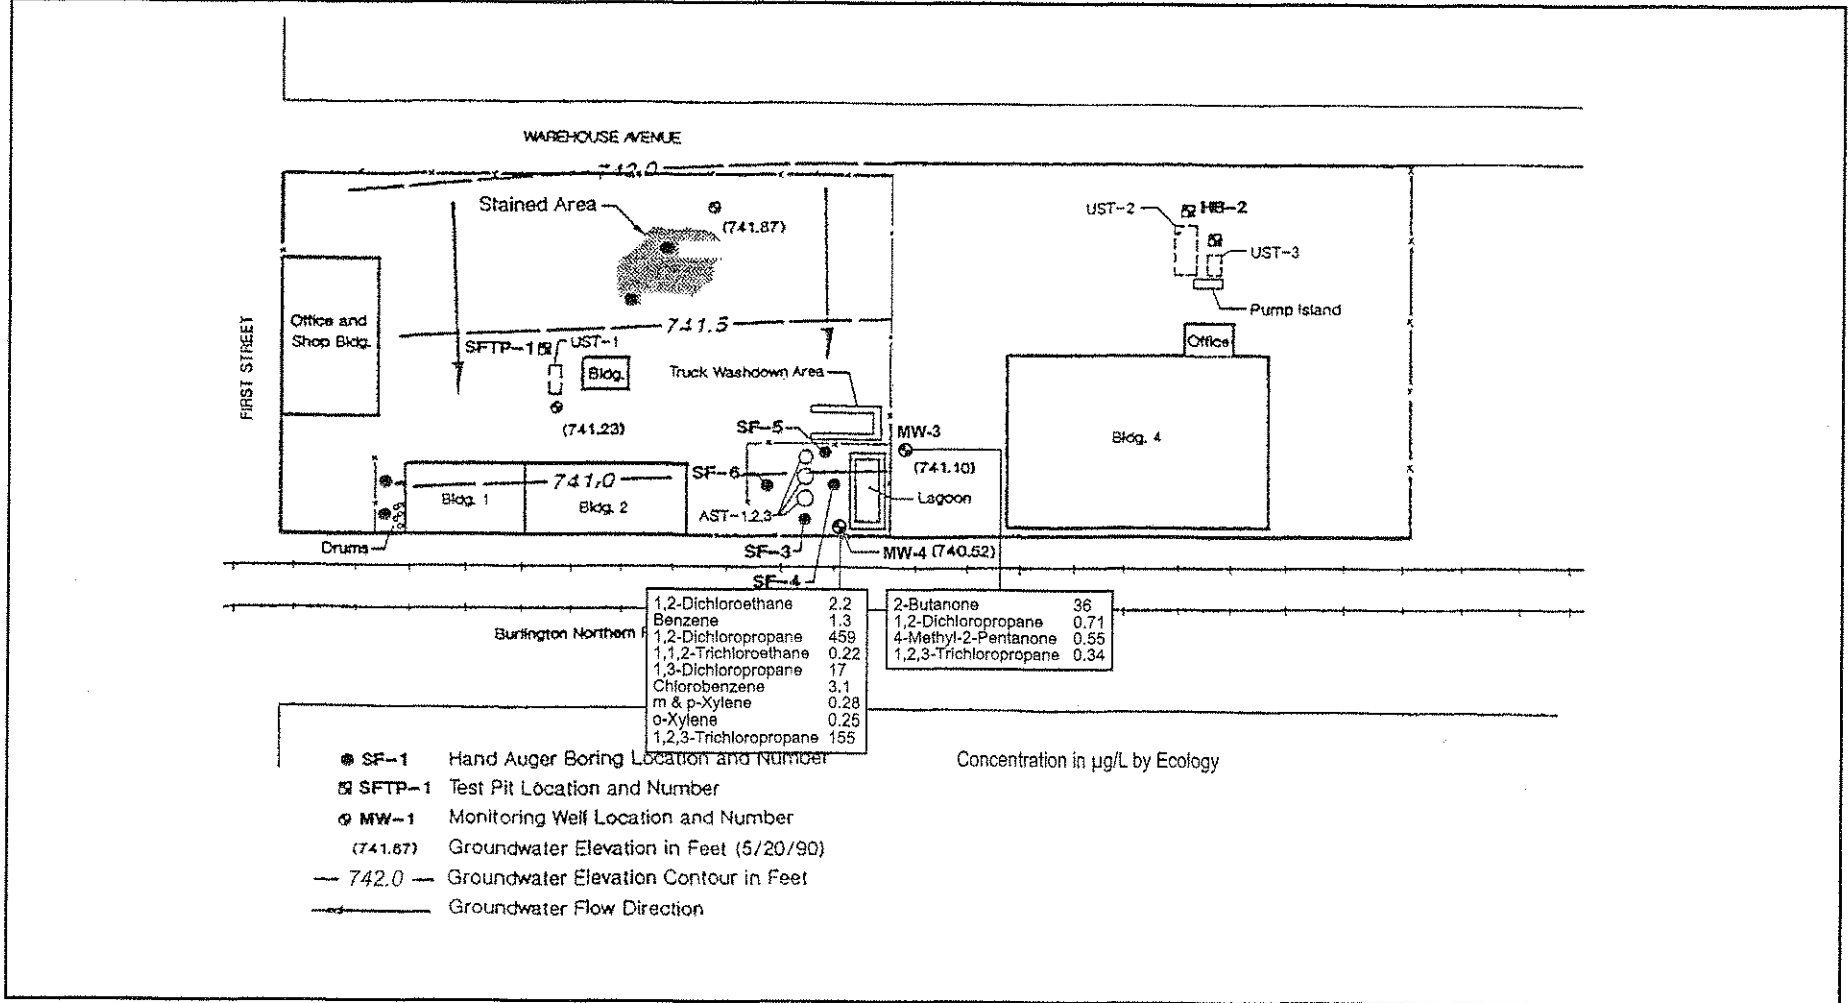 WAREHOUSE AVENUE
742.0
Stained Area
(741.87)
UST-2
HB-2
UST-3
Pump Island
Office
FIRST STREET
Office and
Shop Bldg.
741.5
SFTP-1
UST-1
Bldg.
Truck Washdown Area
(741.23)
SF-5
MW-3
Bldg. 4
SF-6
(741.10)
741.0
Bldg. 1
Bldg. 2
AST-1,2,3
Lagoon
Drums
SF-3
MW-4 (740.52)
SF-4
Burlington Northern
1,2-Dichloroethane 2.2
Benzene 1.3
1,2-Dichloropropane 459
1,1,2-Trichloroethane 0.22
1,3-Dichloropropane 17
Chlorobenzene 3.1
m & p-Xylene 0.28
o-Xylene 0.25
1,2,3-Trichloropropane 155
2-Butanone 36
1,2-Dichloropropane 0.71
4-Methyl-2-Pentanone 0.55
1,2,3-Trichloropropane 0.34
SF-1 Hand Auger Boring Location and Number
Concentration in µg/L by Ecology
SFTP-1 Test Pit Location and Number
MW-1 Monitoring Well Location and Number
(741.87) Groundwater Elevation in Feet (5/20/90)
— 742.0 — Groundwater Elevation Contour in Feet
Groundwater Flow Direction